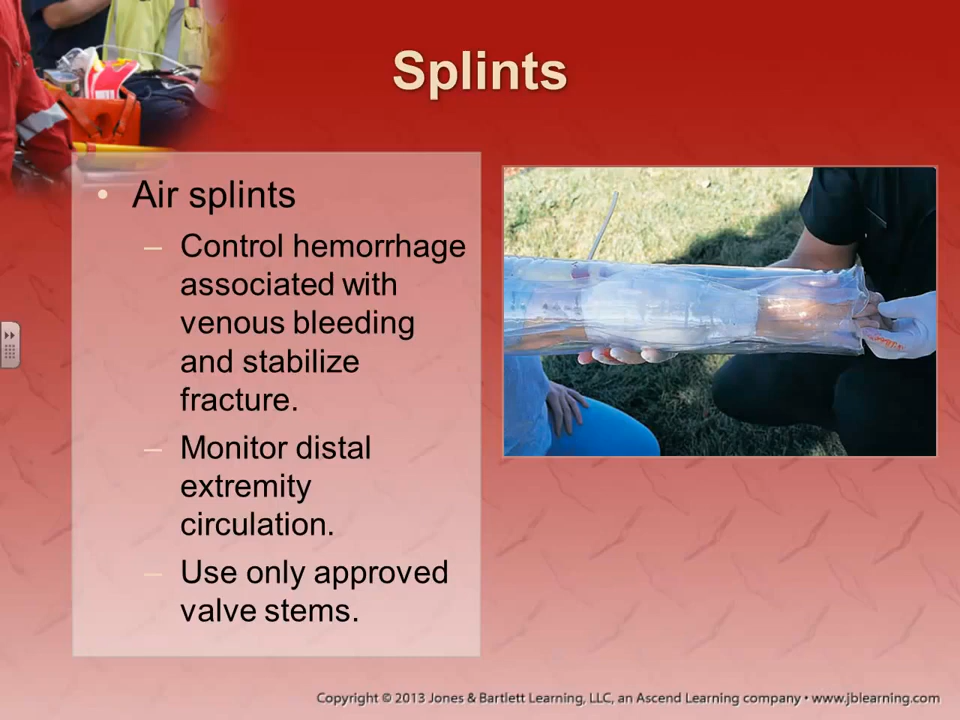 Splints
• Air splints
– Control hemorrhage
associated with
venous bleeding
and stabilize
fracture.
– Monitor distal
extremity
circulation.
– Use only approved
valve stems.
Copyright © 2013 Jones & Bartlett Learning, LLC, an Ascend Learning company • www.jblearning.com